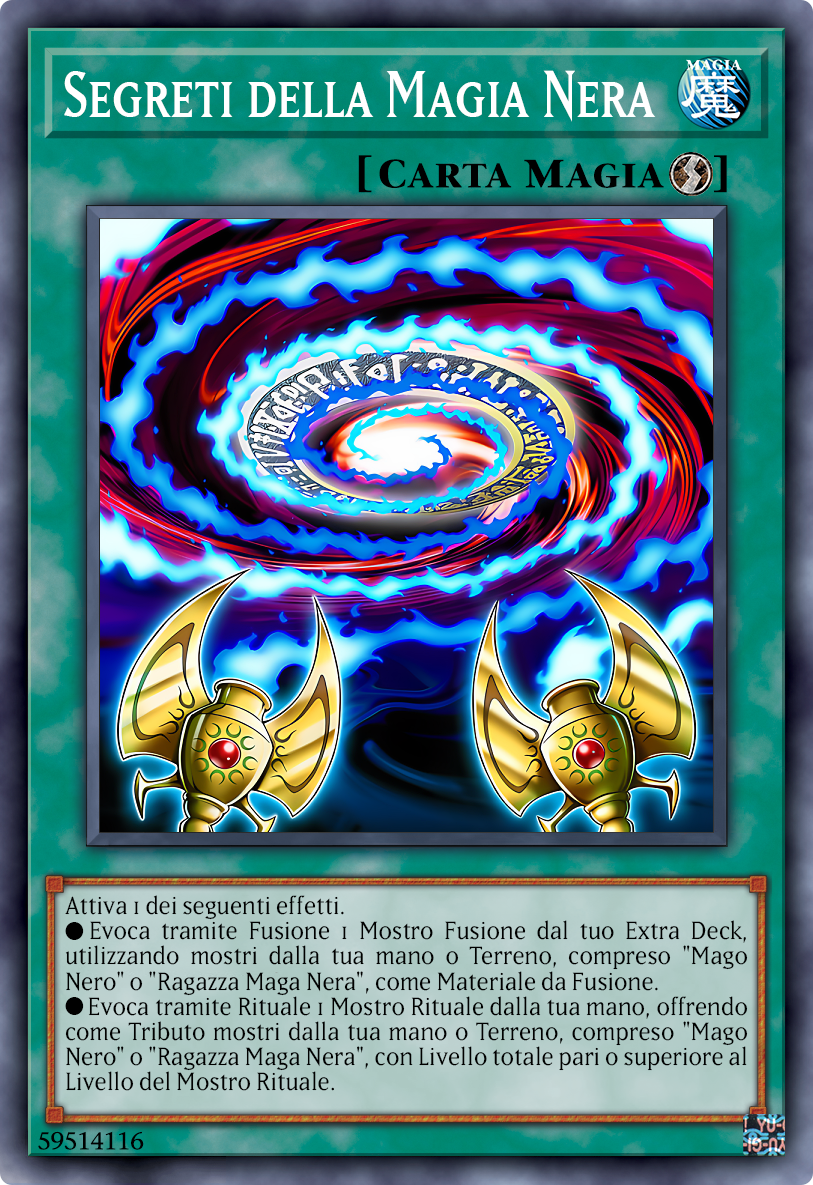 Segreti della Magia Nera
MAGIA
魔
[Carta Magia]
Attiva 1 dei seguenti effetti.
●Evoca tramite Fusione 1 Mostro Fusione dal tuo Extra Deck,
utilizzando mostri dalla tua mano o Terreno, compreso "Mago
Nero" o "Ragazza Maga Nera", come Materiale da Fusione.
●Evoca tramite Rituale 1 Mostro Rituale dalla tua mano, offrendo
come Tributo mostri dalla tua mano o Terreno, compreso "Mago
Nero" o "Ragazza Maga Nera", con Livello totale pari o superiore al
Livello del Mostro Rituale.
59514116